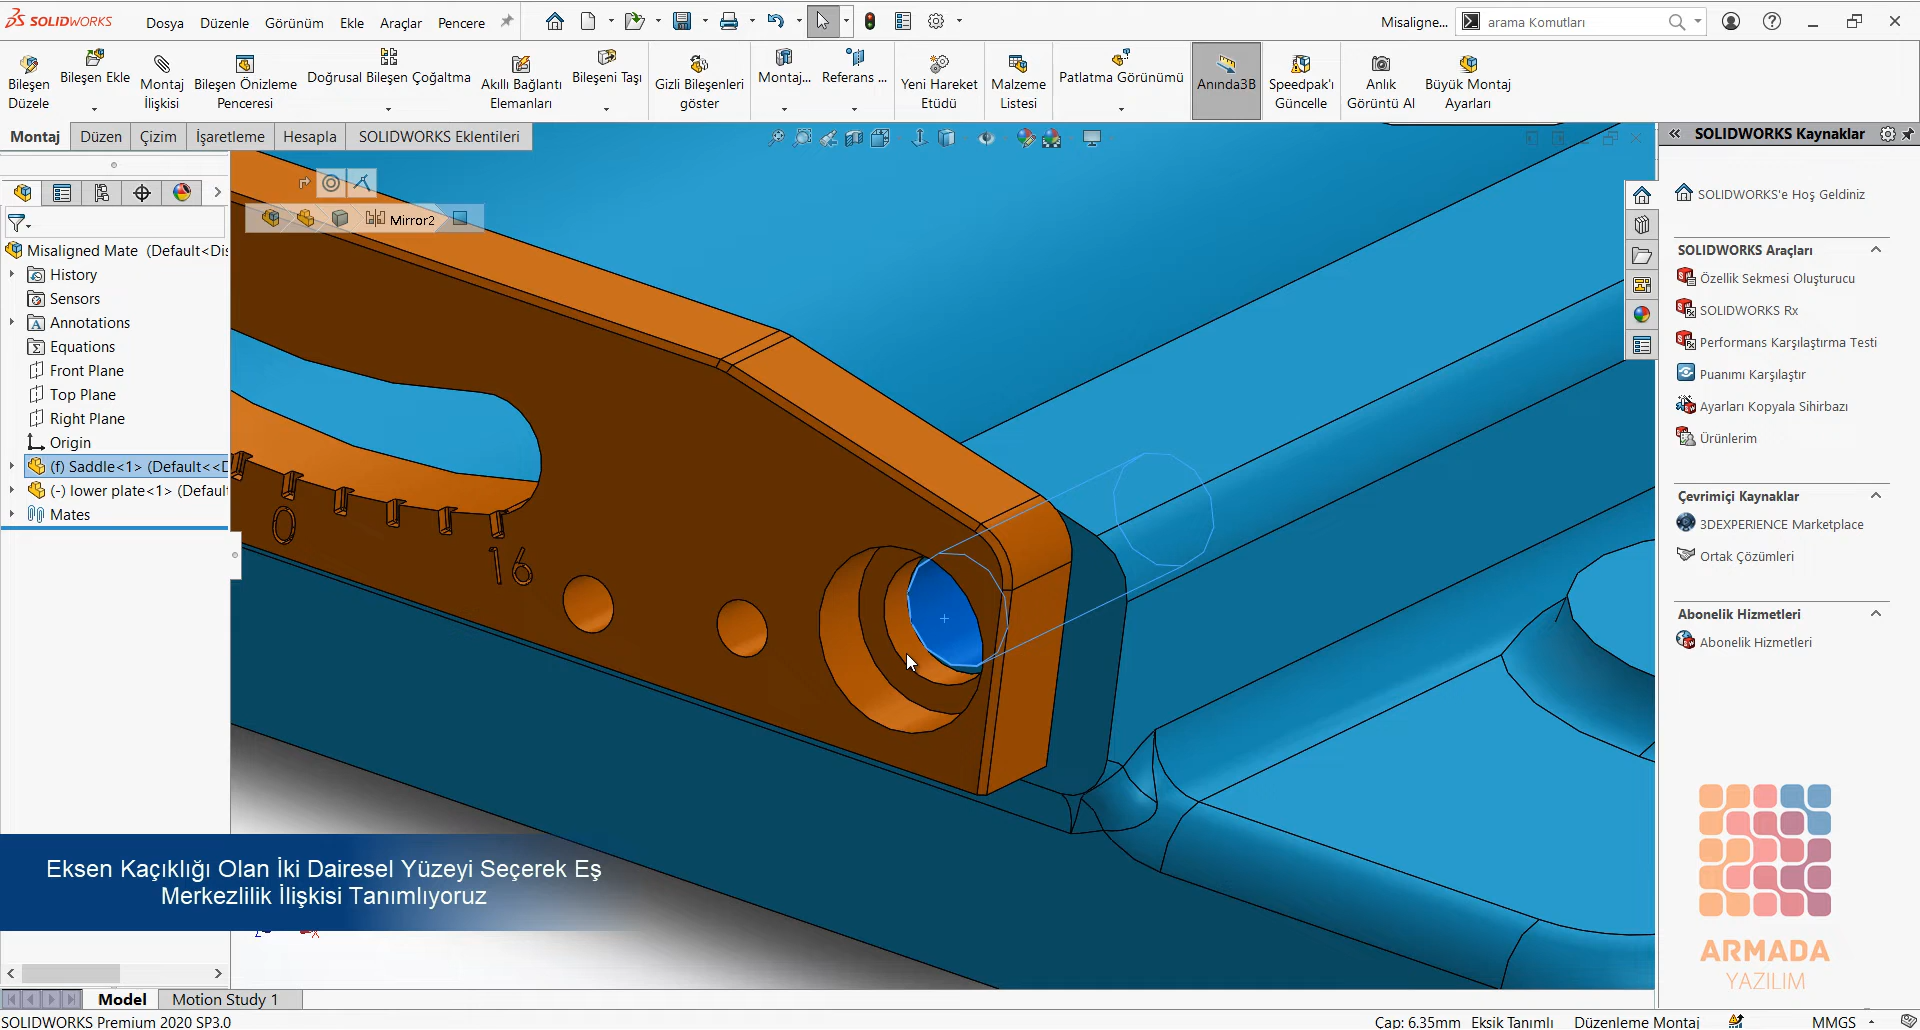 SOLIDWORKS
Dosya Düzenle Görünüm Ekle Araçlar Pencere
Misaligne...
arama Komutları
Bileşen Düzele
Bileşen Ekle
Montaj İlişkisi
Bileşen Önizleme Penceresi
Doğrusal Bileşen Çoğaltma
Akıllı Bağlantı Elemanları
Bileşeni Taşı
Gizli Bileşenleri göster
Montaj...
Referans ...
Yeni Hareket Etüdü
Malzeme Listesi
Patlatma Görünümü
Anında3B
Speedpak'ı Güncelle
Anlık Görüntü Al
Büyük Montaj Ayarları
Montaj Düzen Çizim İşaretleme Hesapla SOLIDWORKS Eklentileri
Mirror2
Misaligned Mate (Default<Dis
History
Sensors
Annotations
Equations
Front Plane
Top Plane
Right Plane
Origin
(f) Saddle<1> (Default<<D
(-) lower plate<1> (Defaul
Mates
0
16
SOLIDWORKS Kaynaklar
SOLIDWORKS'e Hoş Geldiniz
SOLIDWORKS Araçları
Özellik Sekmesi Oluşturucu
SOLIDWORKS Rx
Performans Karşılaştırma Testi
Puanımı Karşılaştır
Ayarları Kopyala Sihirbazı
Ürünlerim
Çevrimiçi Kaynaklar
3DEXPERIENCE Marketplace
Ortak Çözümleri
Abonelik Hizmetleri
Abonelik Hizmetleri
Eksen Kaçıklığı Olan İki Dairesel Yüzeyi Seçerek Eş
Merkezlilik İlişkisi Tanımlıyoruz
ARMADA
YAZILIM
Model Motion Study 1
SOLIDWORKS Premium 2020 SP3.0
Çap: 6.35mm Eksik Tanımlı Düzenleme Montaj MMGS